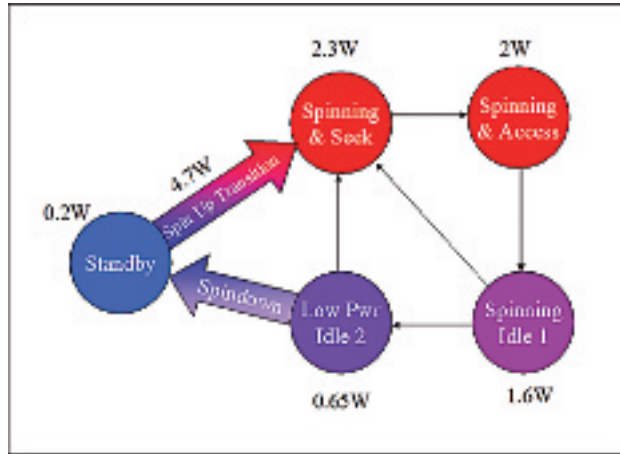 2.3W
2W
Spinning
& Seek
Spinning
& Access
4.7W
Spin Up Transition
0.2W
Standby
Spindown
Low Pwr
Idle 2
Spinning
Idle 1
0.65W
1.6W